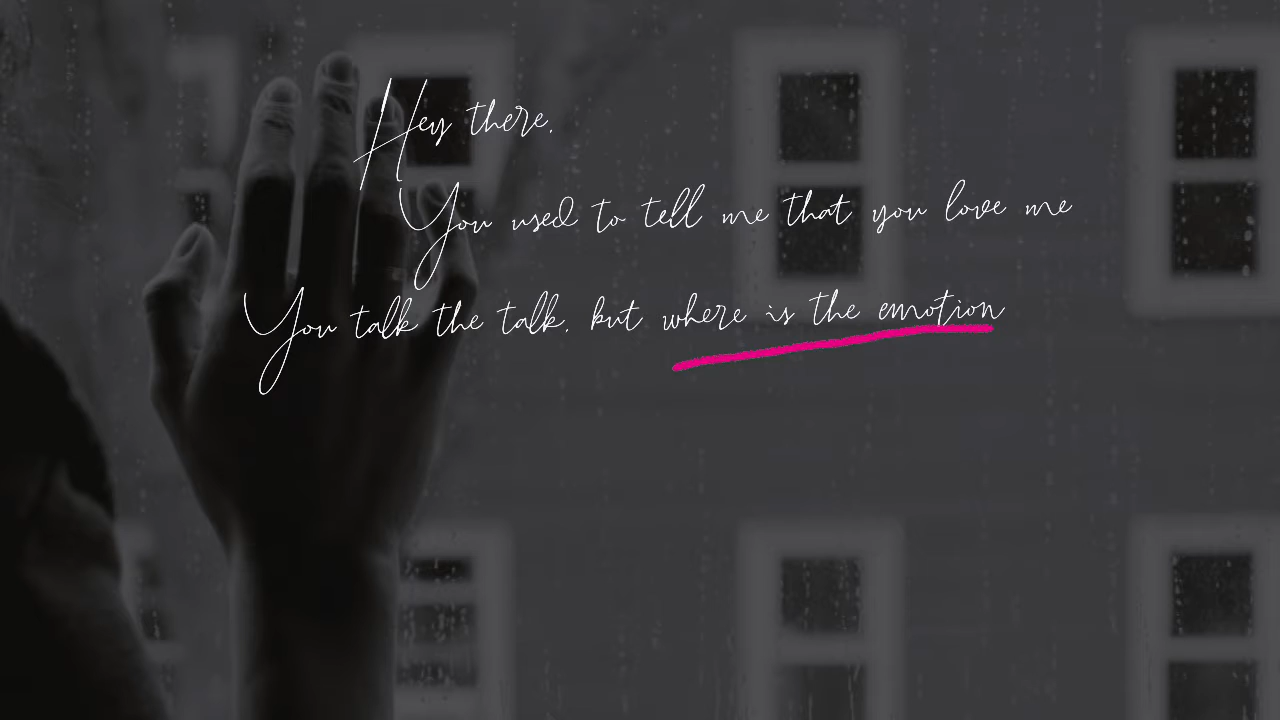 Hey there,
You used to tell me that you love me
You talk the talk, but where is the emotion